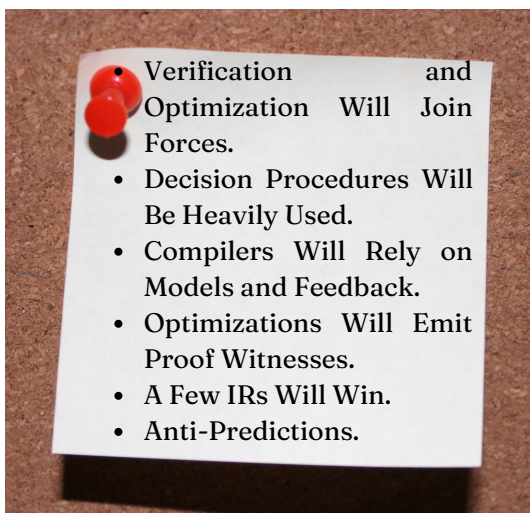 • Verification and
Optimization Will Join
Forces.
• Decision Procedures Will
Be Heavily Used.
• Compilers Will Rely on
Models and Feedback.
• Optimizations Will Emit
Proof Witnesses.
• A Few IRs Will Win.
• Anti-Predictions.